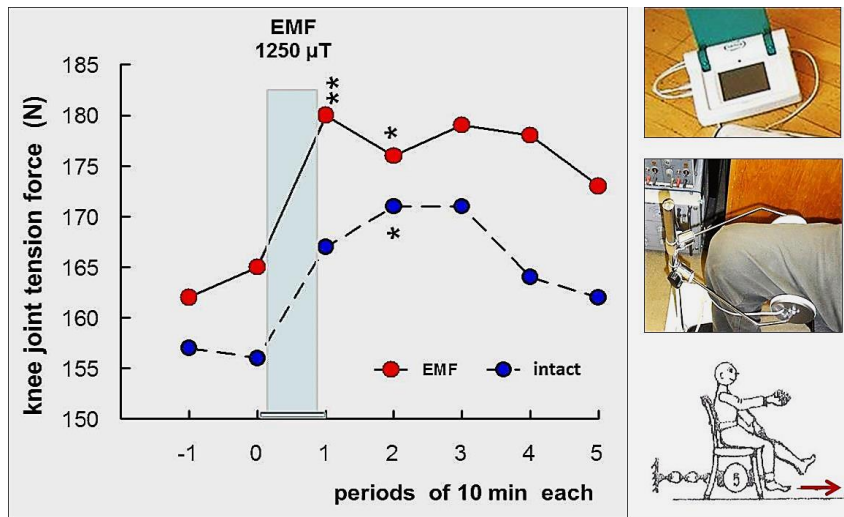 EMF
1250 µT
knee joint tension force (N)
185
180
175
170
165
160
155
150
**
*
*
EMF
intact
-1 0 1 2 3 4 5
periods of 10 min each
5